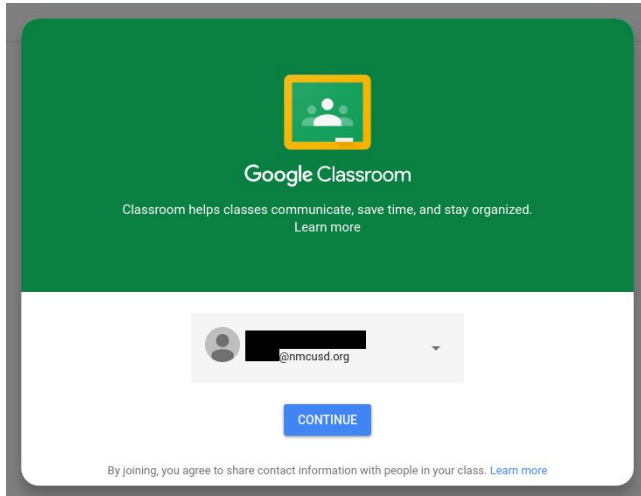 Google Classroom
Classroom helps classes communicate, save time, and stay organized.
Learn more
@nmcusd.org
CONTINUE
By joining, you agree to share contact information with people in your class. Learn more